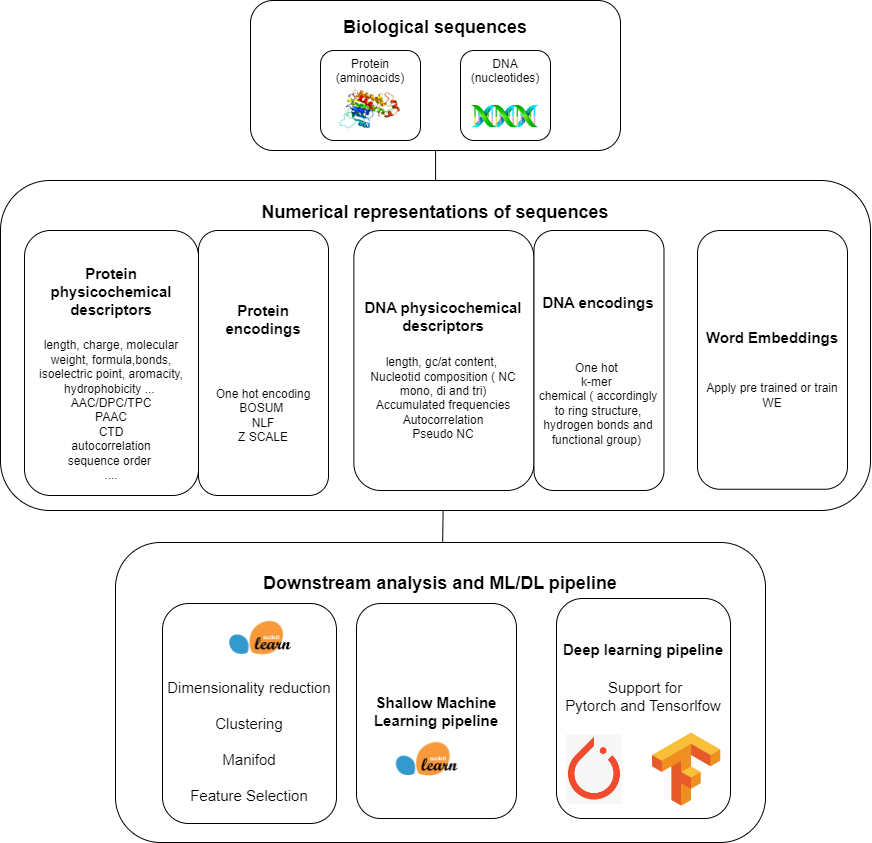 Biological sequences
Protein
(aminoacids)
DNA
(nucleotides)
Numerical representations of sequences
Protein
physicochemical
descriptors
length, charge, molecular
weight, formula,bonds,
isoelectric point, aromacity,
hydrophobicity ...
AAC/DPC/TPC
PAAC
CTD
autocorrelation
sequence order
....
Protein
encodings
One hot encoding
BOSUM
NLF
Z SCALE
DNA physicochemical
descriptors
length, gc/at content,
Nucleotid composition ( NC
mono, di and tri)
Accumulated frequencies
Autocorrelation
Pseudo NC
DNA encodings
One hot
k-mer
chemical ( accordingly
to ring structure,
hydrogen bonds and
functional group)
Word Embeddings
Apply pre trained or train
WE
Downstream analysis and ML/DL pipeline
scikit
learn
Dimensionality reduction
Clustering
Manifod
Feature Selection
Shallow Machine
Learning pipeline
scikit
learn
Deep learning pipeline
Support for
Pytorch and Tensorlfow